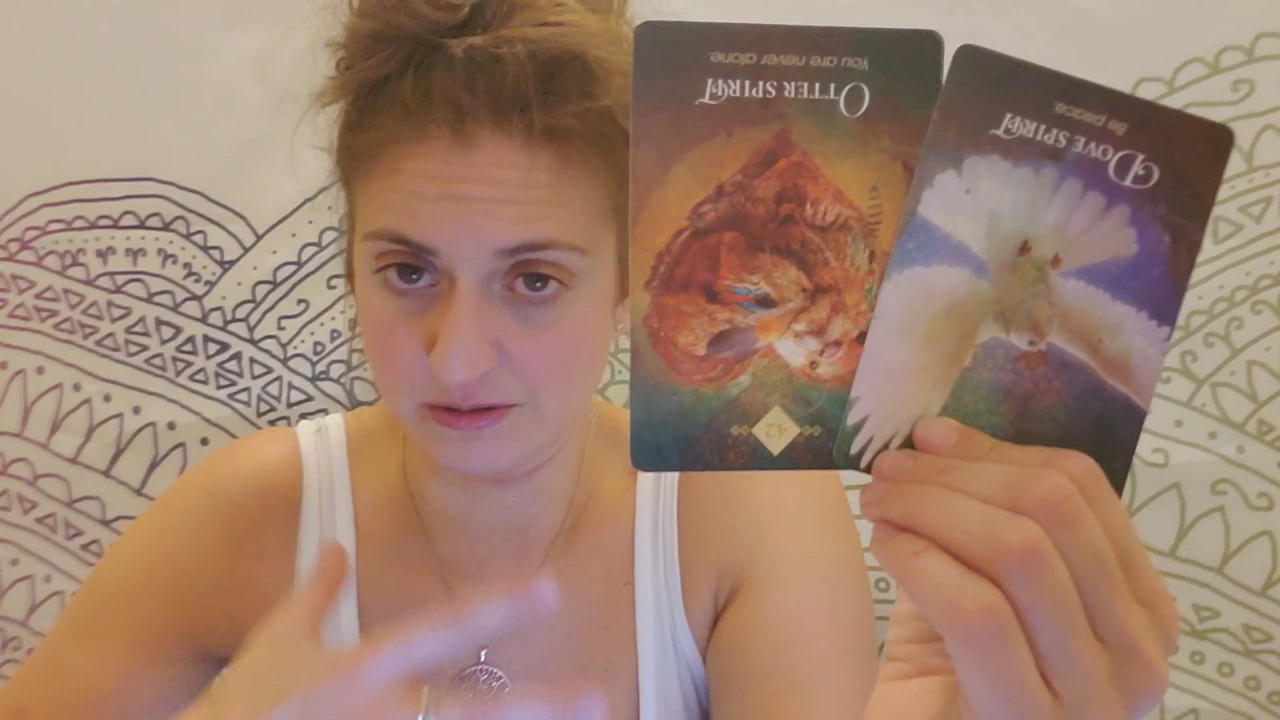 OTTER SPIRIT
You are never alone.
42
DOVE SPIRIT
Be peace.